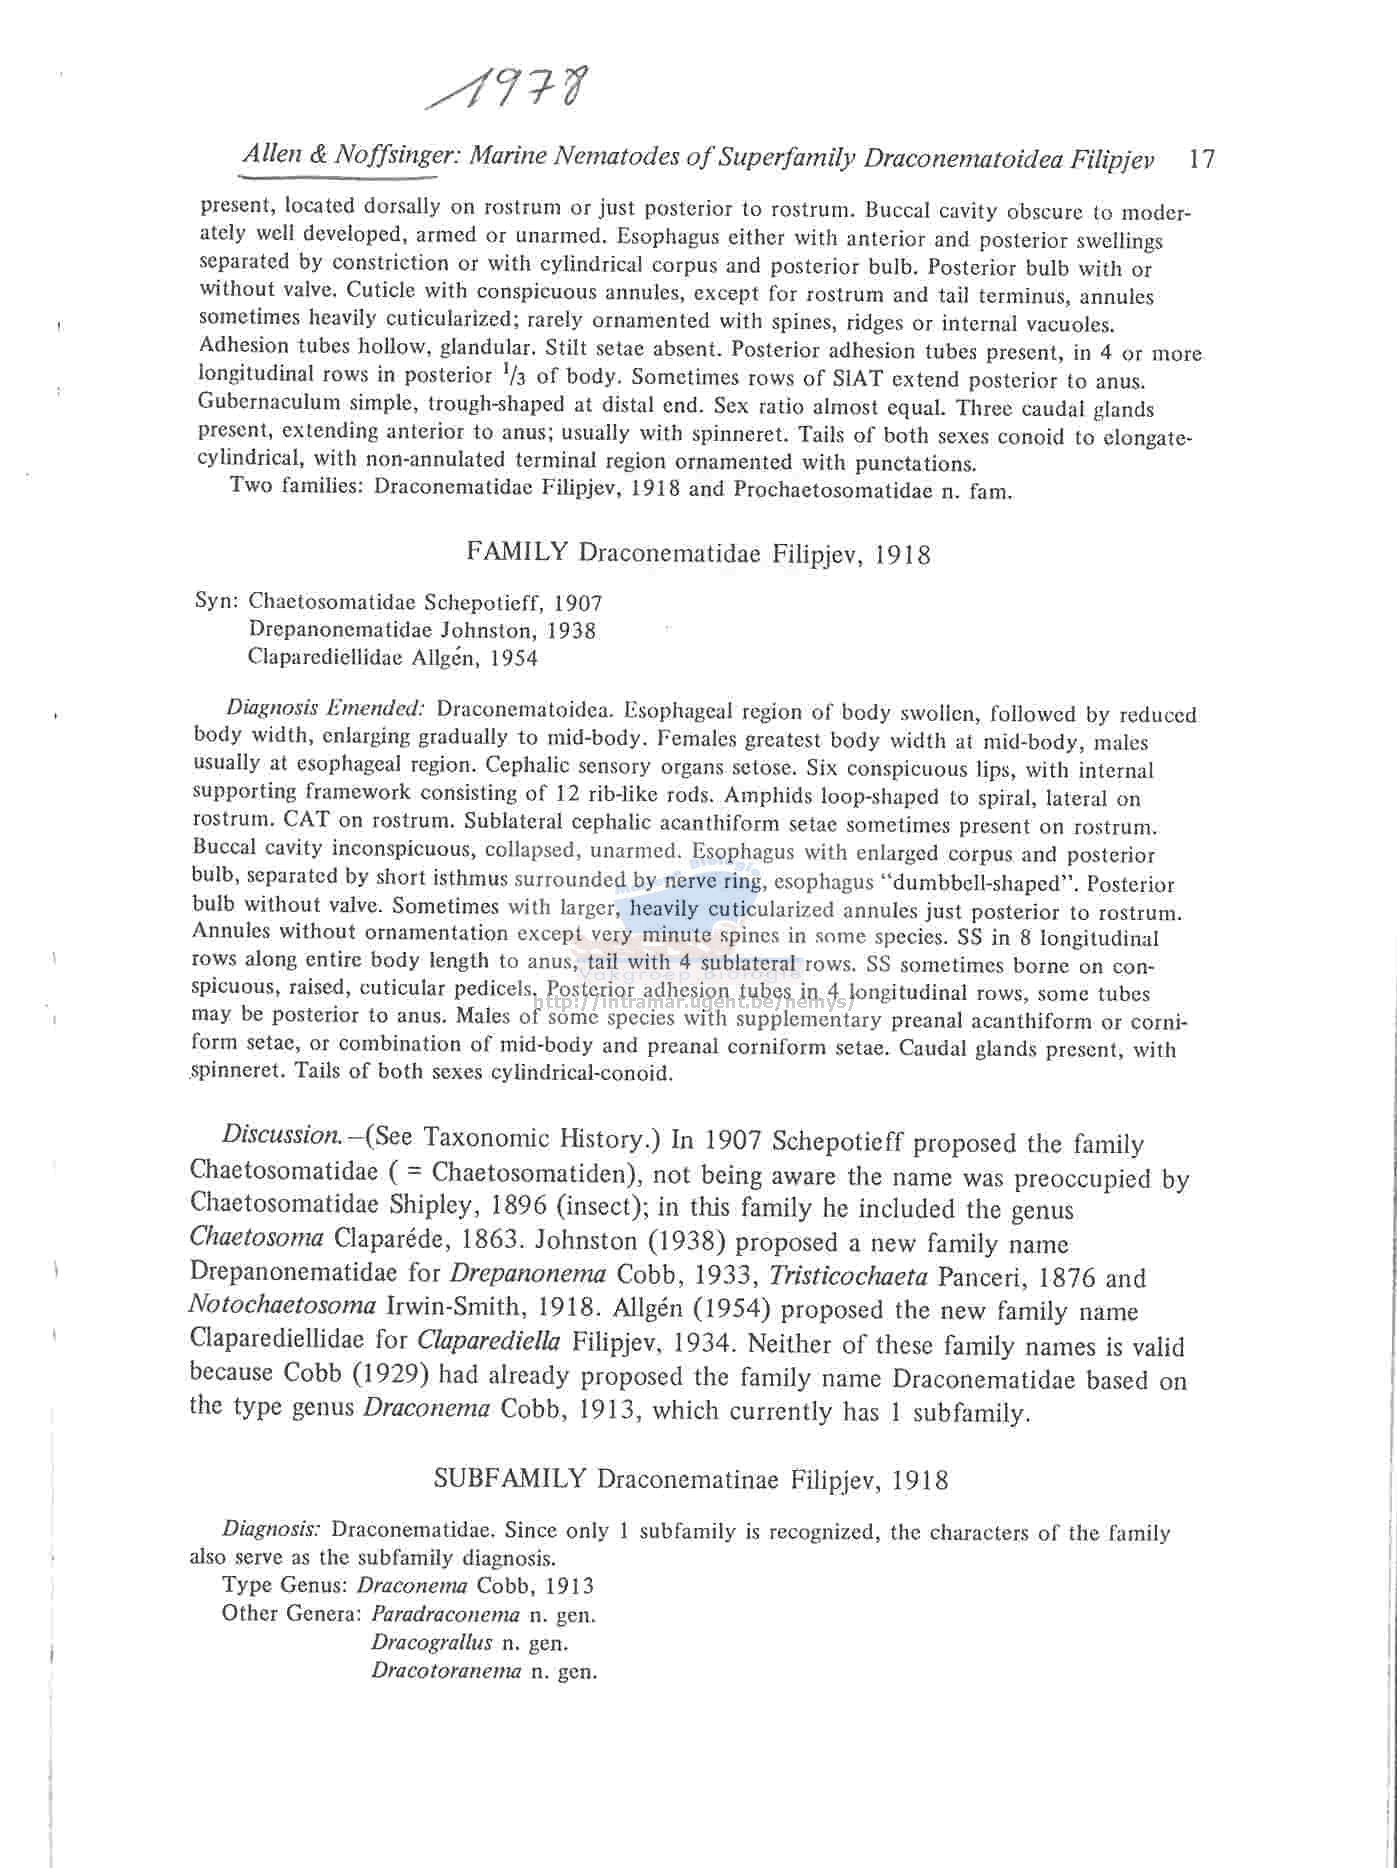 1978
Allen & Noffsinger: Marine Nematodes of Superfamily Draconematoidea Filipjev 17
present, located dorsally on rostrum or just posterior to rostrum. Buccal cavity obscure to moder-
ately well developed, armed or unarmed. Esophagus either with anterior and posterior swellings
separated by constriction or with cylindrical corpus and posterior bulb. Posterior bulb with or
without valve. Cuticle with conspicuous annules, except for rostrum and tail terminus, annules
sometimes heavily cuticularized; rarely ornamented with spines, ridges or internal vacuoles.
Adhesion tubes hollow, glandular. Stilt setae absent. Posterior adhesion tubes present, in 4 or more
longitudinal rows in posterior 1/3 of body. Sometimes rows of SlAT extend posterior to anus.
Gubernaculum simple, trough-shaped at distal end. Sex ratio almost equal. Three caudal glands
present, extending anterior to anus; usually with spinneret. Tails of both sexes conoid to elongate-
cylindrical, with non-annulated terminal region ornamented with punctations.
Two families: Draconematidae Filipjev, 1918 and Prochaetosomatidae n. fam.
FAMILY Draconematidae Filipjev, 1918
Syn: Chaetosomatidae Schepotieff, 1907
Drepanonematidae Johnston, 1938
Claparediellidae Allgén, 1954
Diagnosis Emended: Draconematoidea. Esophageal region of body swollen, followed by reduced
body width, enlarging gradually to mid-body. Females greatest body width at mid-body, males
usually at esophageal region. Cephalic sensory organs setose. Six conspicuous lips, with internal
supporting framework consisting of 12 rib-like rods. Amphids loop-shaped to spiral, lateral on
rostrum. CAT on rostrum. Sublateral cephalic acanthiform setae sometimes present on rostrum.
Buccal cavity inconspicuous, collapsed, unarmed. Esophagus with enlarged corpus and posterior
bulb, separated by short isthmus surrounded by nerve ring, esophagus “dumbbell-shaped”. Posterior
bulb without valve. Sometimes with larger, heavily cuticularized annules just posterior to rostrum.
Annules without ornamentation except very minute spines in some species. SS in 8 longitudinal
rows along entire body length to anus, tail with 4 sublateral rows. SS sometimes borne on con-
Vakgroep Biologie
spicuous, raised, cuticular pedicels. Posterior adhesion tubes in 4 longitudinal rows, some tubes
http://intramar.ugent.be/nemys/
may be posterior to anus. Males of some species with supplementary preanal acanthiform or corni-
form setae, or combination of mid-body and preanal corniform setae. Caudal glands present, with
spinneret. Tails of both sexes cylindrical-conoid.
Discussion.—(See Taxonomic History.) In 1907 Schepotieff proposed the family
Chaetosomatidae ( = Chaetosomatiden), not being aware the name was preoccupied by
Chaetosomatidae Shipley, 1896 (insect); in this family he included the genus
Chaetosoma Claparéde, 1863. Johnston (1938) proposed a new family name
Drepanonematidae for Drepanonema Cobb, 1933, Tristicochaeta Panceri, 1876 and
Notochaetosoma Irwin-Smith, 1918. Allgén (1954) proposed the new family name
Claparediellidae for Claparediella Filipjev, 1934. Neither of these family names is valid
because Cobb (1929) had already proposed the family name Draconematidae based on
the type genus Draconema Cobb, 1913, which currently has 1 subfamily.
SUBFAMILY Draconematinae Filipjev, 1918
Diagnosis: Draconematidae. Since only 1 subfamily is recognized, the characters of the family
also serve as the subfamily diagnosis.
Type Genus: Draconema Cobb, 1913
Other Genera: Paradraconema n. gen.
Dracograllus n. gen.
Dracotoranema n. gen.